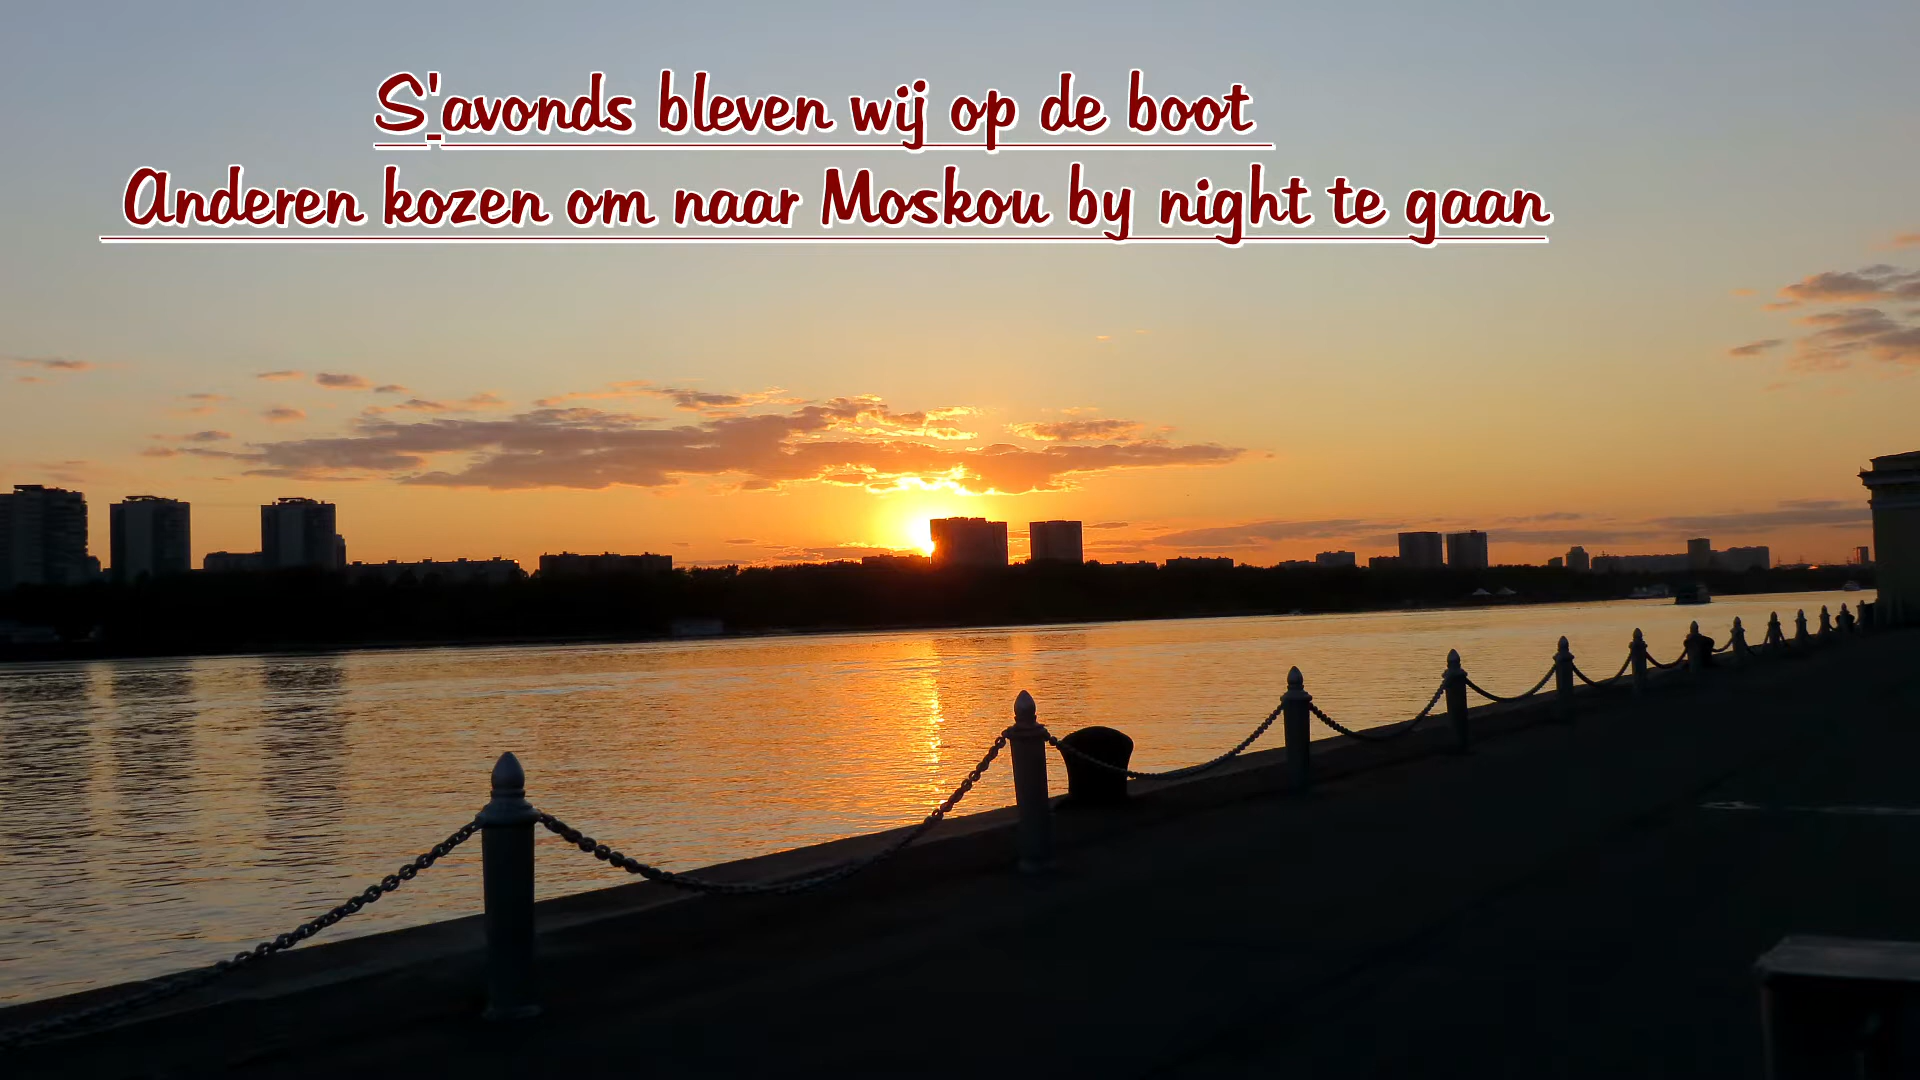 S'avonds bleven wij op de boot
Anderen kozen om naar Moskou by night te gaan